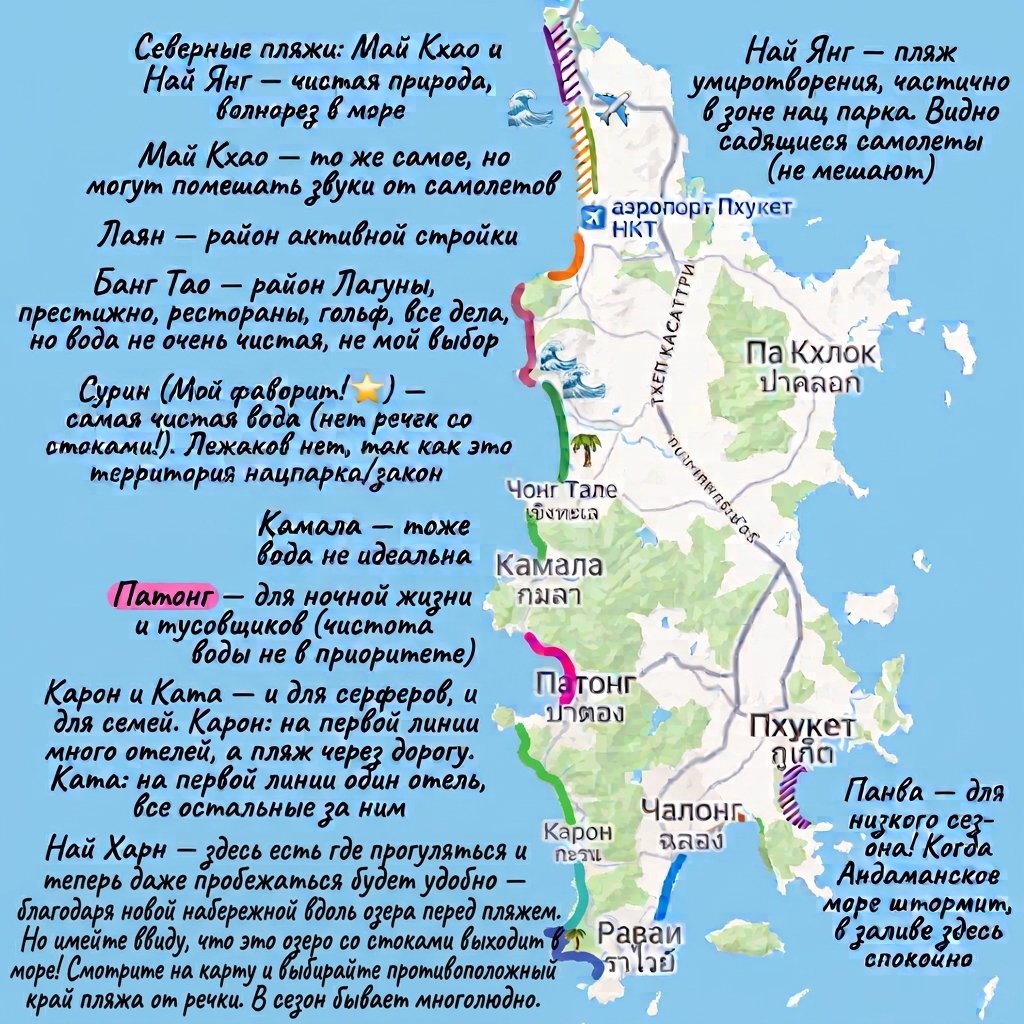 Северные пляжи: Май Кхао и
Най Янг — чистая природа,
волнорез в море
Май Кхао — то же самое, но
могут помешать звуки от самолетов
Лаян — район активной стройки
Банг Тао — район Лагуны,
престижно, рестораны, гольф, все дела,
но вода не очень чистая, не мой выбор
Сурин (Мой фаворит!⭐) —
самая чистая вода (нет речек со
стоками!). Лежаков нет, так как это
территория нацпарка/закон
Камала — тоже
вода не идеальна
Патонг — для ночной жизни
и тусовщиков (чистота
воды не в приоритете)
Карон и Ката — и для серферов, и
для семей. Карон: на первой линии
много отелей, а пляж через дорогу.
Ката: на первой линии один отель,
все остальные за ним
Най Харн — здесь есть где прогуляться и
теперь даже пробежаться будет удобно —
благодаря новой набережной вдоль озера перед пляжем.
Но имейте ввиду, что это озеро со стоками выходит в
море! Смотрите на карту и выбирайте противоположный
край пляжа от речки. В сезон бывает многолюдно.
Най Янг — пляж
умиротворения, частично
в зоне нац парка. Видно
садящиеся самолеты
(не мешают)
аэропорт Пхукет
HKT
ТХЕП КАСАТТРИ
Па Кхлок
ปาคลอก
Чонг Тале
เชิงทะเล
Камала
กมลา
Патонг
ปาตอง
Пхукет
ภูเก็ต
Чалонг
ฉลอง
Карон
กะรน
Раваи
ราไวย์
Панва — для
низкого сез-
она! Когда
Андаманское
море штормит,
в заливе здесь
спокойно